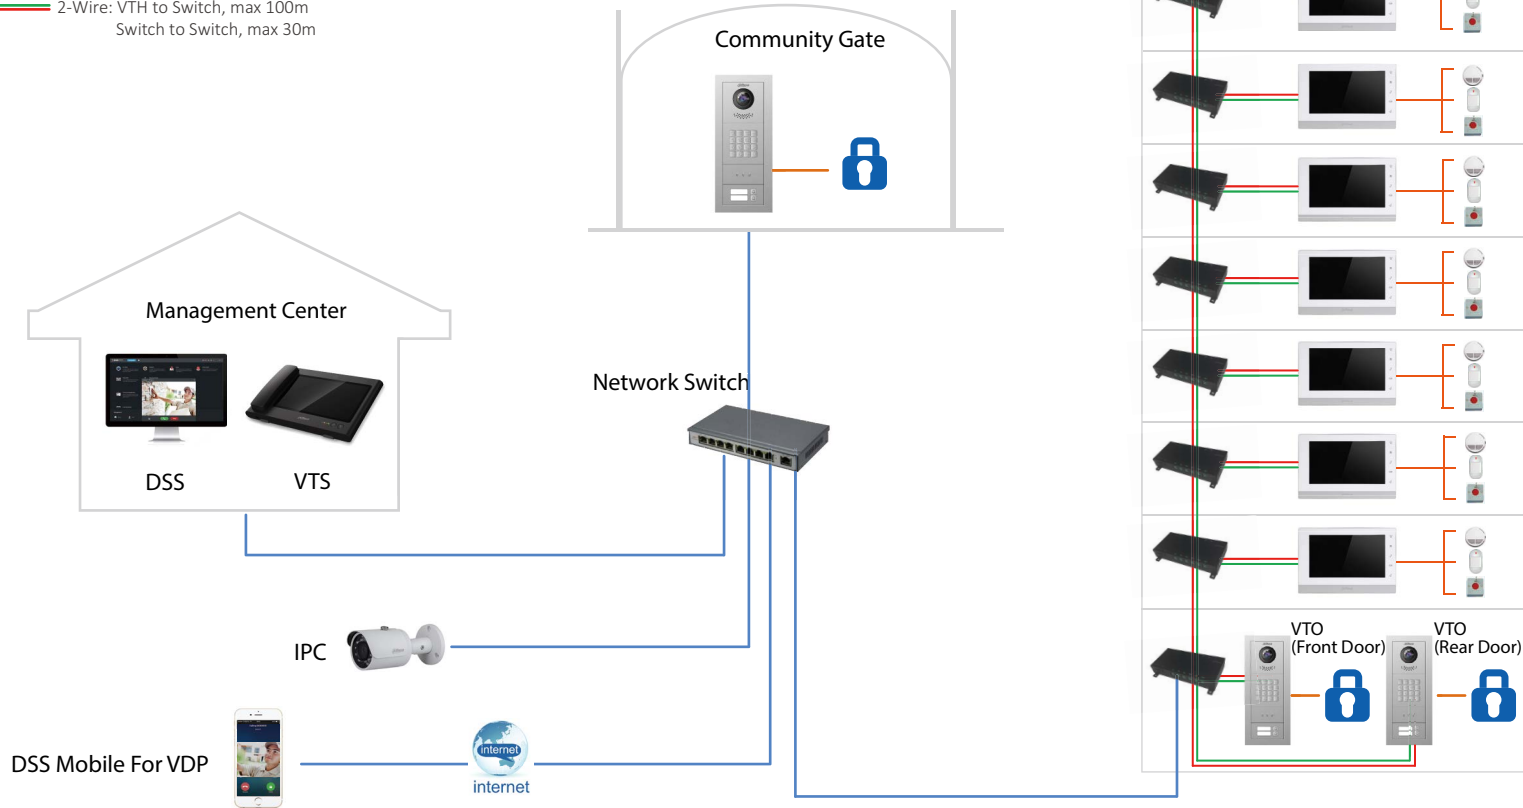 2-Wire: VTH to Switch, max 100m
Switch to Switch, max 30m
Community Gate
Management Center
DSS
VTS
Network Switch
IPC
DSS Mobile For VDP
internet
internet
VTO
(Front Door)
VTO
(Rear Door)